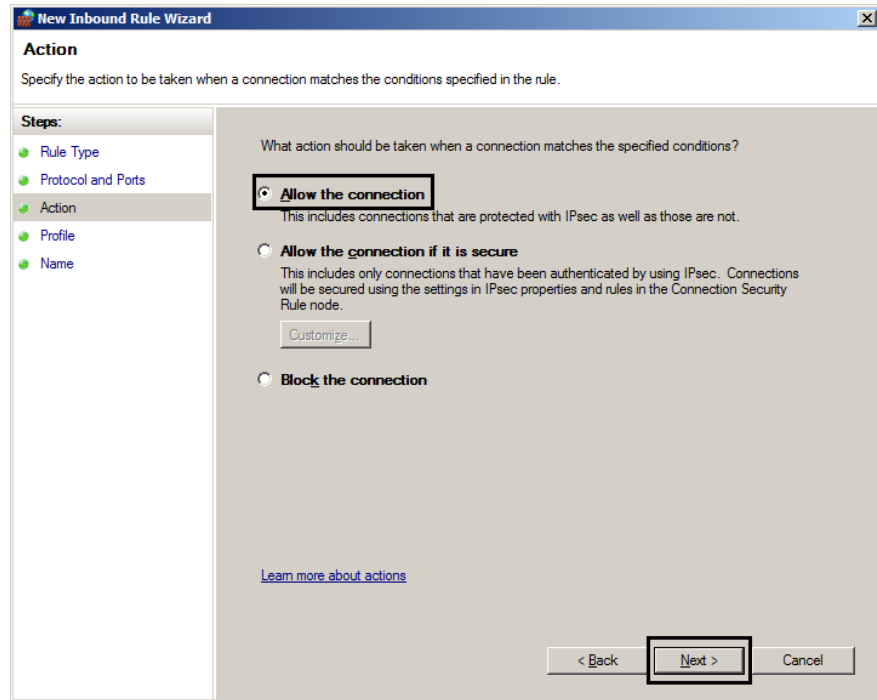 New Inbound Rule Wizard
Action
Specify the action to be taken when a connection matches the conditions specified in the rule.
Steps:
Rule Type
Protocol and Ports
Action
Profile
Name
What action should be taken when a connection matches the specified conditions?
Allow the connection
This includes connections that are protected with IPsec as well as those are not.
Allow the connection if it is secure
This includes only connections that have been authenticated by using IPsec. Connections
will be secured using the settings in IPsec properties and rules in the Connection Security
Rule node.
Customize...
Block the connection
Learn more about actions
< Back
Next >
Cancel